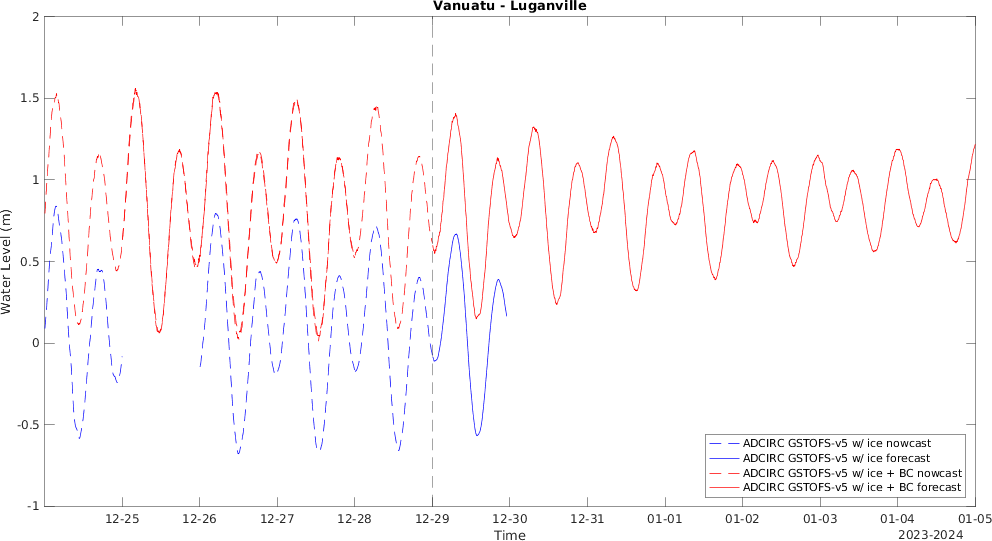 Vanuatu - Luganville
Water Level (m)
2
1.5
1
0.5
0
-0.5
-1
12-25 12-26 12-27 12-28 12-29 12-30 12-31 01-01 01-02 01-03 01-04 01-05
Time
2023-2024
ADCIRC GSTOFS-v5 w/ ice nowcast
ADCIRC GSTOFS-v5 w/ ice forecast
ADCIRC GSTOFS-v5 w/ ice + BC nowcast
ADCIRC GSTOFS-v5 w/ ice + BC forecast